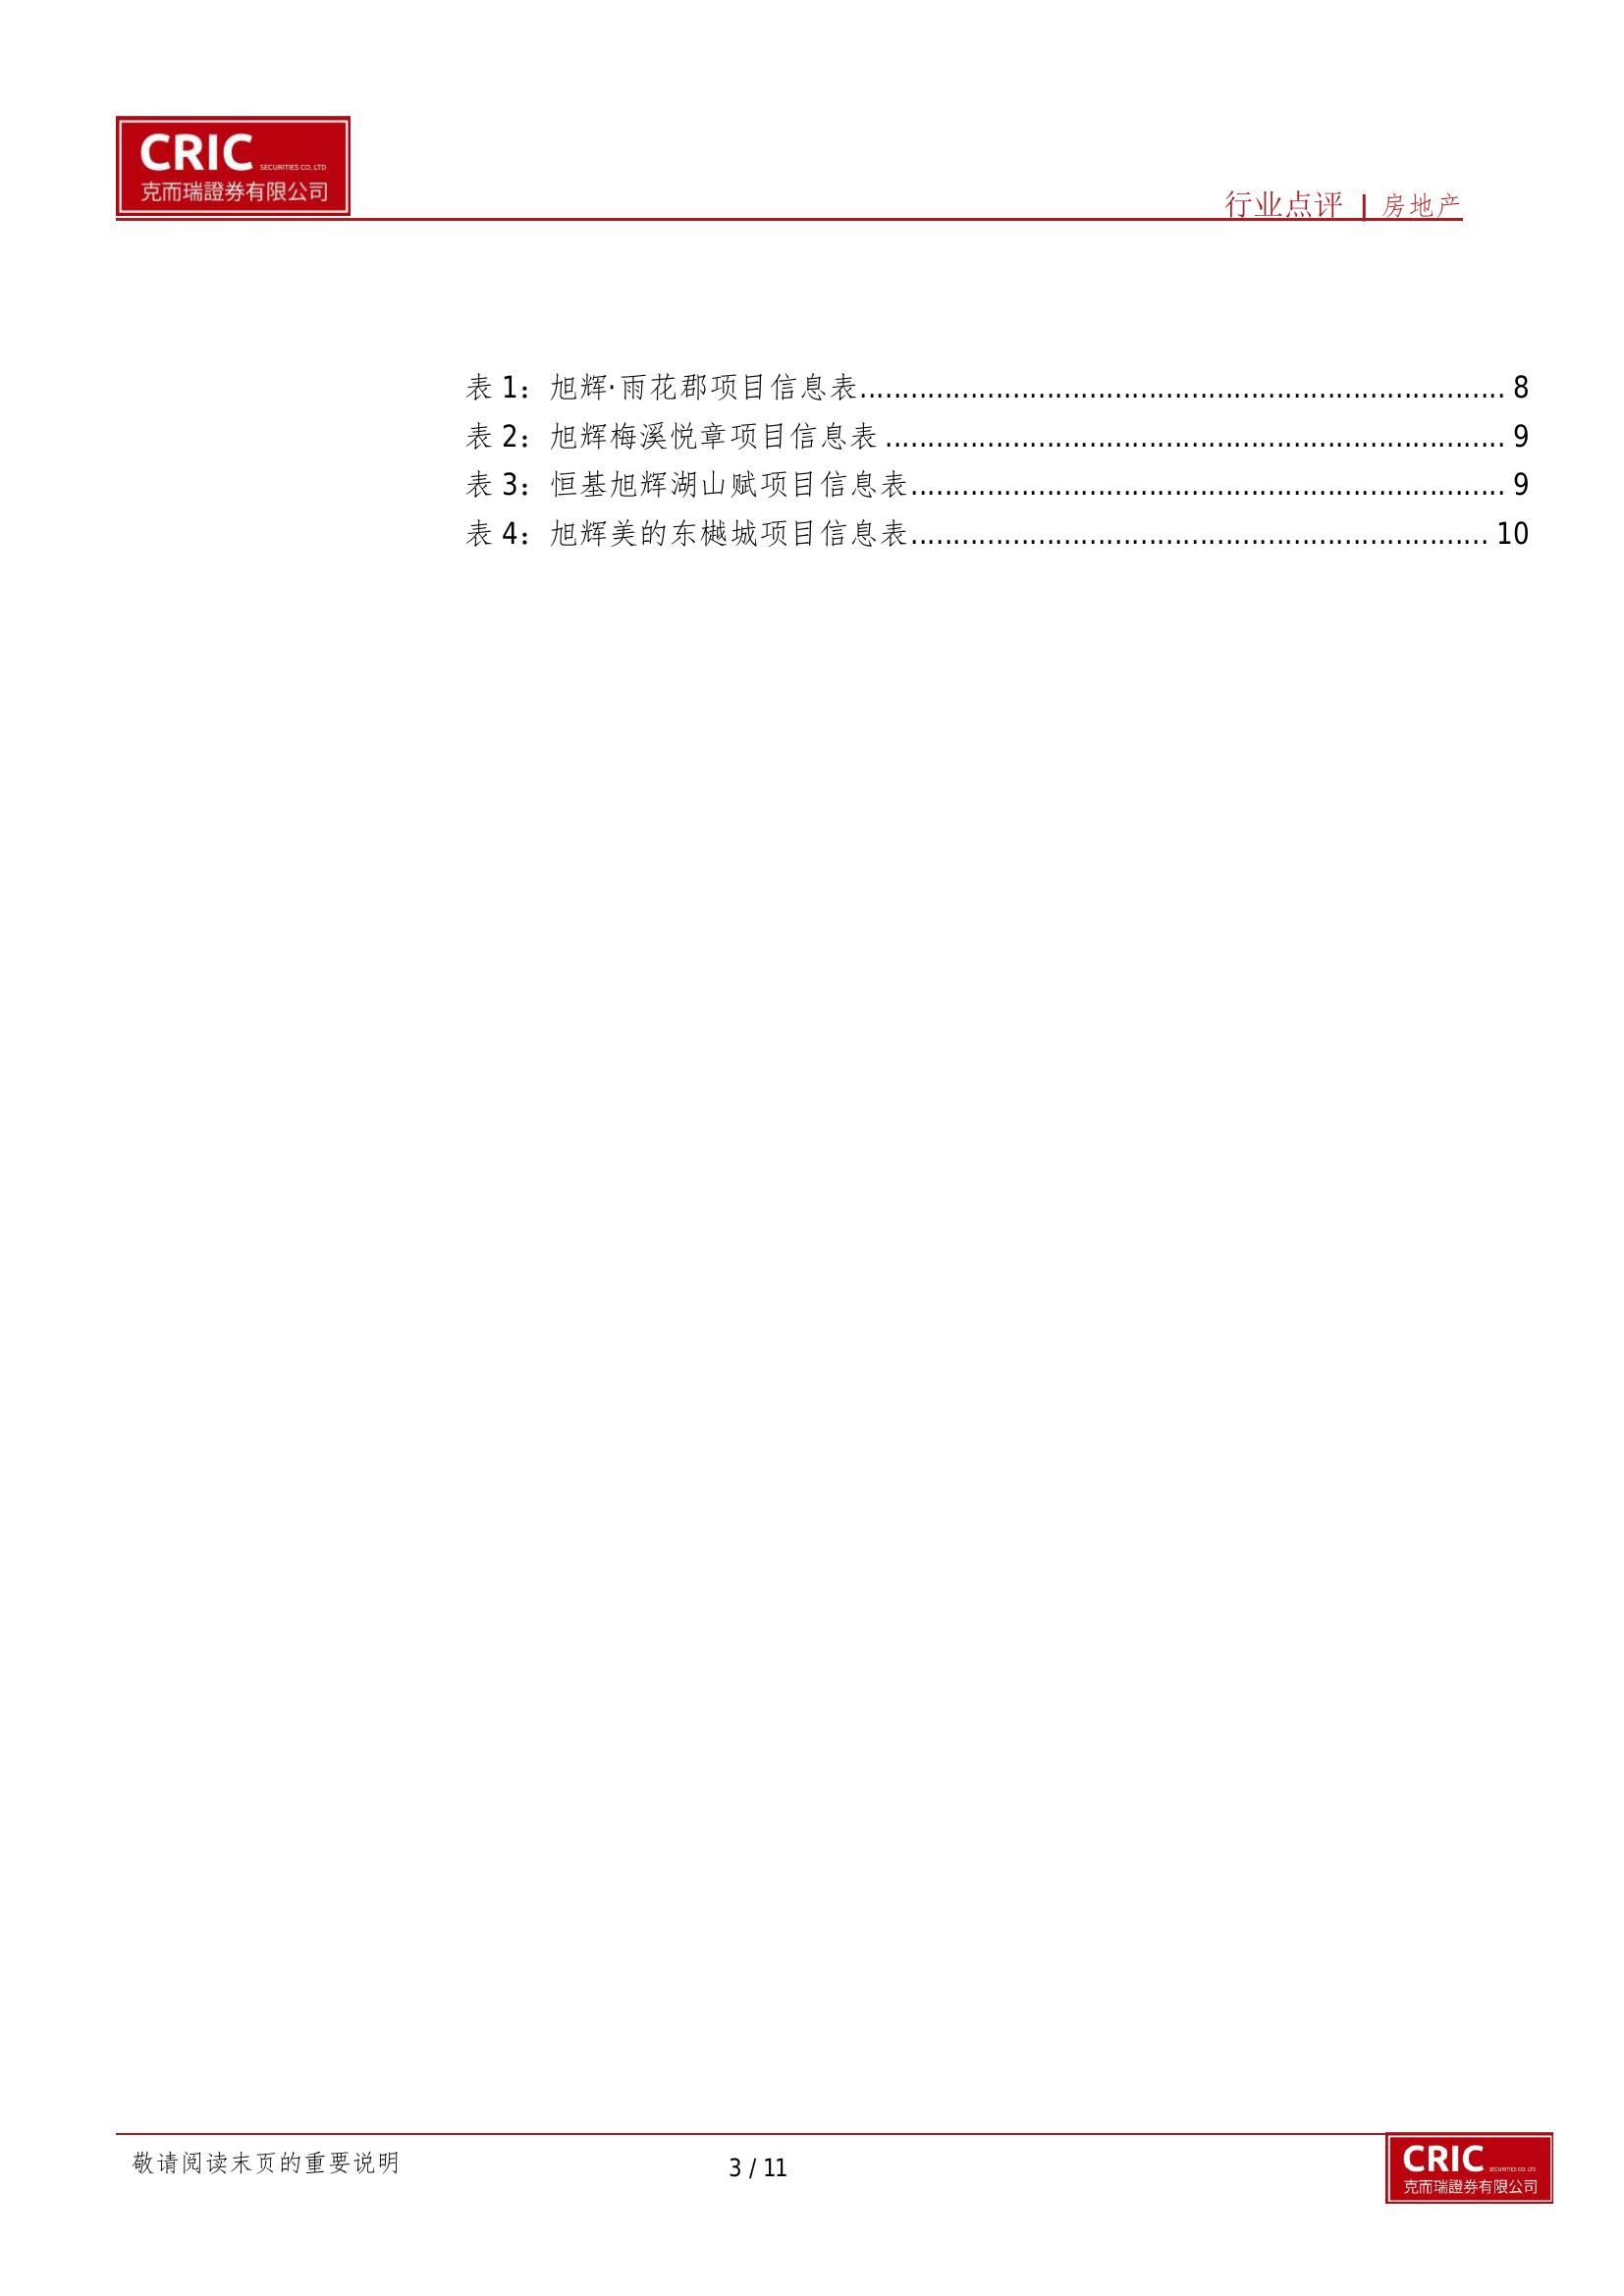 CRIC SECURITIES CO. LTD
克而瑞證券有限公司
行业点评 | 房地产
表 1：旭辉·雨花郡项目信息表........................................................................... 8
表 2：旭辉梅溪悦章项目信息表 ........................................................................ 9
表 3：恒基旭辉湖山赋项目信息表..................................................................... 9
表 4：旭辉美的东樾城项目信息表................................................................... 10
敬请阅读末页的重要说明
3 / 11
CRIC SECURITIES CO. LTD
克而瑞證券有限公司